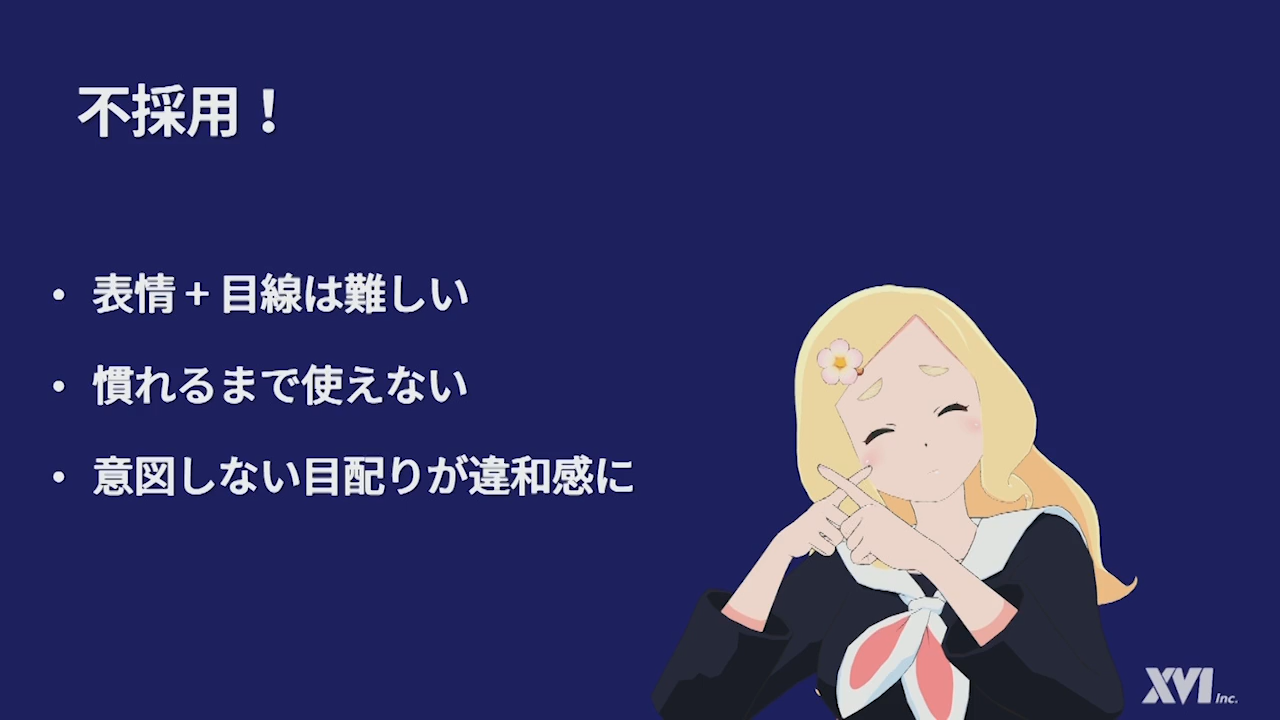 不採用！
・ 表情＋目線は難しい
・ 慣れるまで使えない
・ 意図しない目配りが違和感に
XVI Inc.